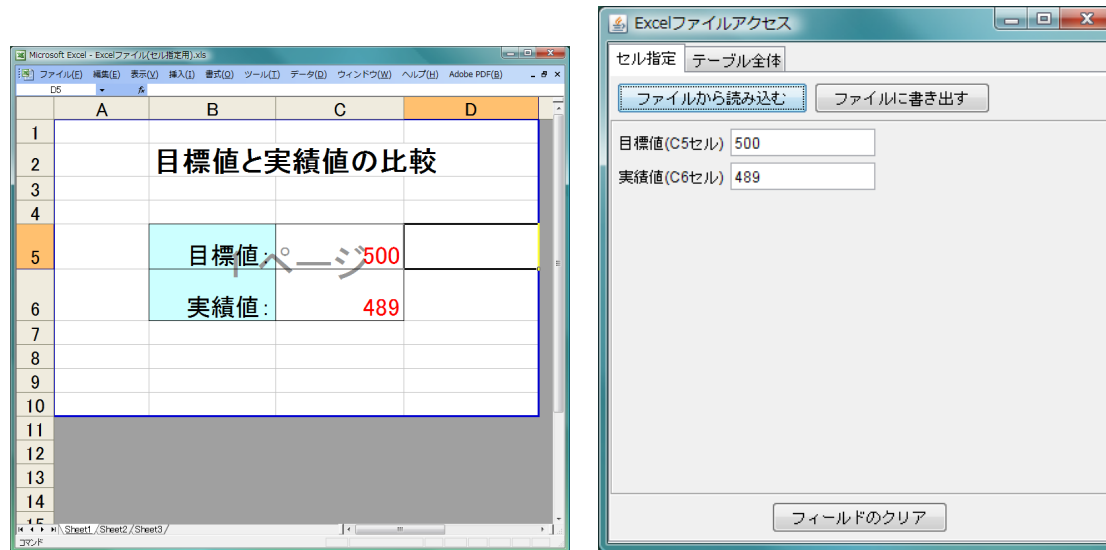 Microsoft Excel - Excelファイル(セル指定用).xls
ファイル(F) 編集(E) 表示(V) 挿入(I) 書式(O) ツール(T) データ(D) ウィンドウ(W) ヘルプ(H) Adobe PDF(B)
D5 fx
A B C D
1
2 目標値と実績値の比較
3
4
5 目標値: 500
1 ページ
6 実績値: 489
7
8
9
10
11
12
13
14
15
Sheet1 / Sheet2 / Sheet3 /
コマンド
Excelファイルアクセス
セル指定 テーブル全体
ファイルから読み込む ファイルに書き出す
目標値(C5セル) 500
実績値(C6セル) 489
フィールドのクリア